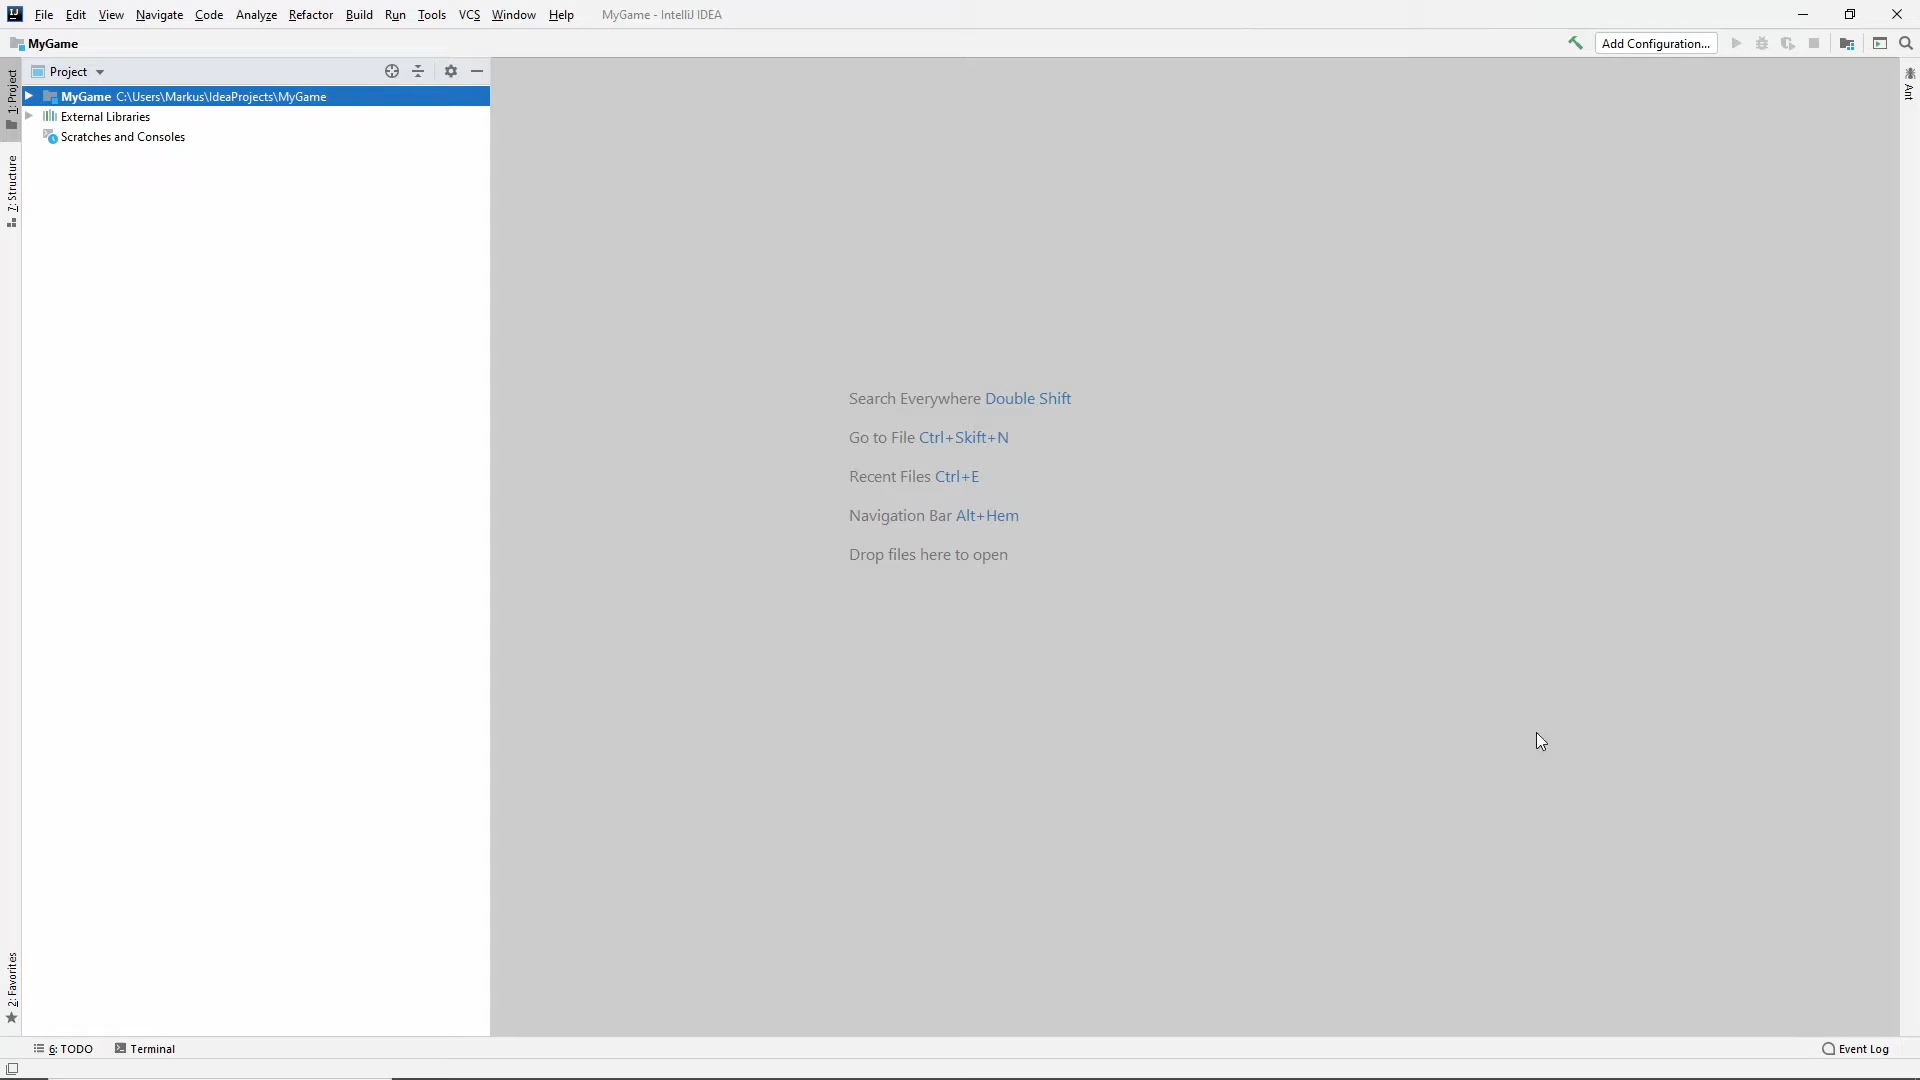 IJ File Edit View Navigate Code Analyze Refactor Build Run Tools VCS Window Help MyGame - IntelliJ IDEA
MyGame Add Configuration...
Project
MyGame C:\Users\Markus\IdeaProjects\MyGame
External Libraries
Scratches and Consoles
1: Project
7: Structure
2: Favorites
Ant
Search Everywhere Double Shift
Go to File Ctrl+Skift+N
Recent Files Ctrl+E
Navigation Bar Alt+Hem
Drop files here to open
6: TODO Terminal Event Log